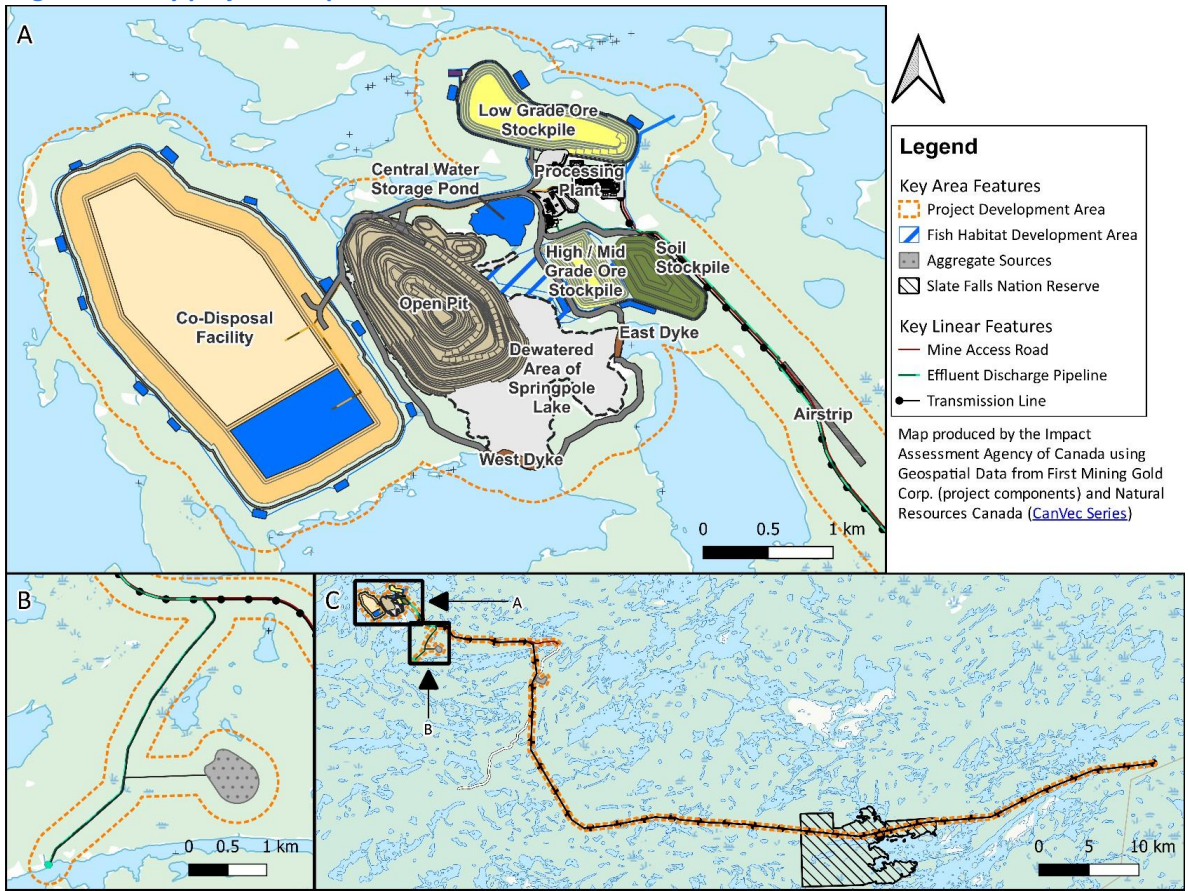 A
Low Grade Ore
Stockpile
Central Water
Storage Pond
Processing
Plant
High / Mid
Grade Ore
Stockpile
Soil
Stockpile
Open Pit
Co-Disposal
Facility
East Dyke
Dewatered
Area of
Springpole
Lake
Airstrip
West Dyke
0 0.5 1 km
Legend
Key Area Features
Project Development Area
Fish Habitat Development Area
Aggregate Sources
Slate Falls Nation Reserve
Key Linear Features
Mine Access Road
Effluent Discharge Pipeline
Transmission Line
Map produced by the Impact
Assessment Agency of Canada using
Geospatial Data from First Mining Gold
Corp. (project components) and Natural
Resources Canada (CanVec Series)
B
0 0.5 1 km
C
A
B
0 5 10 km